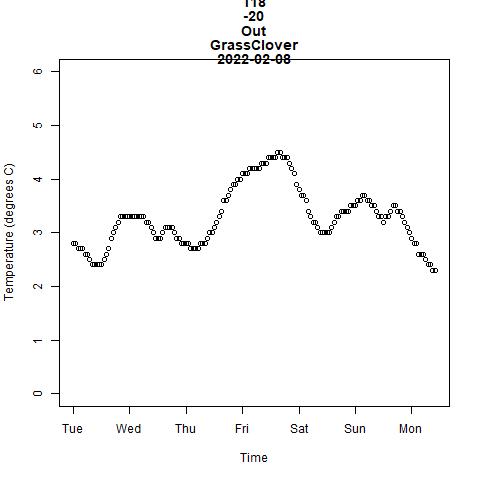 T18
-20
Out
GrassClover
2022-02-08
6
5
4
3
2
1
0
Temperature (degrees C)
Tue Wed Thu Fri Sat Sun Mon
Time